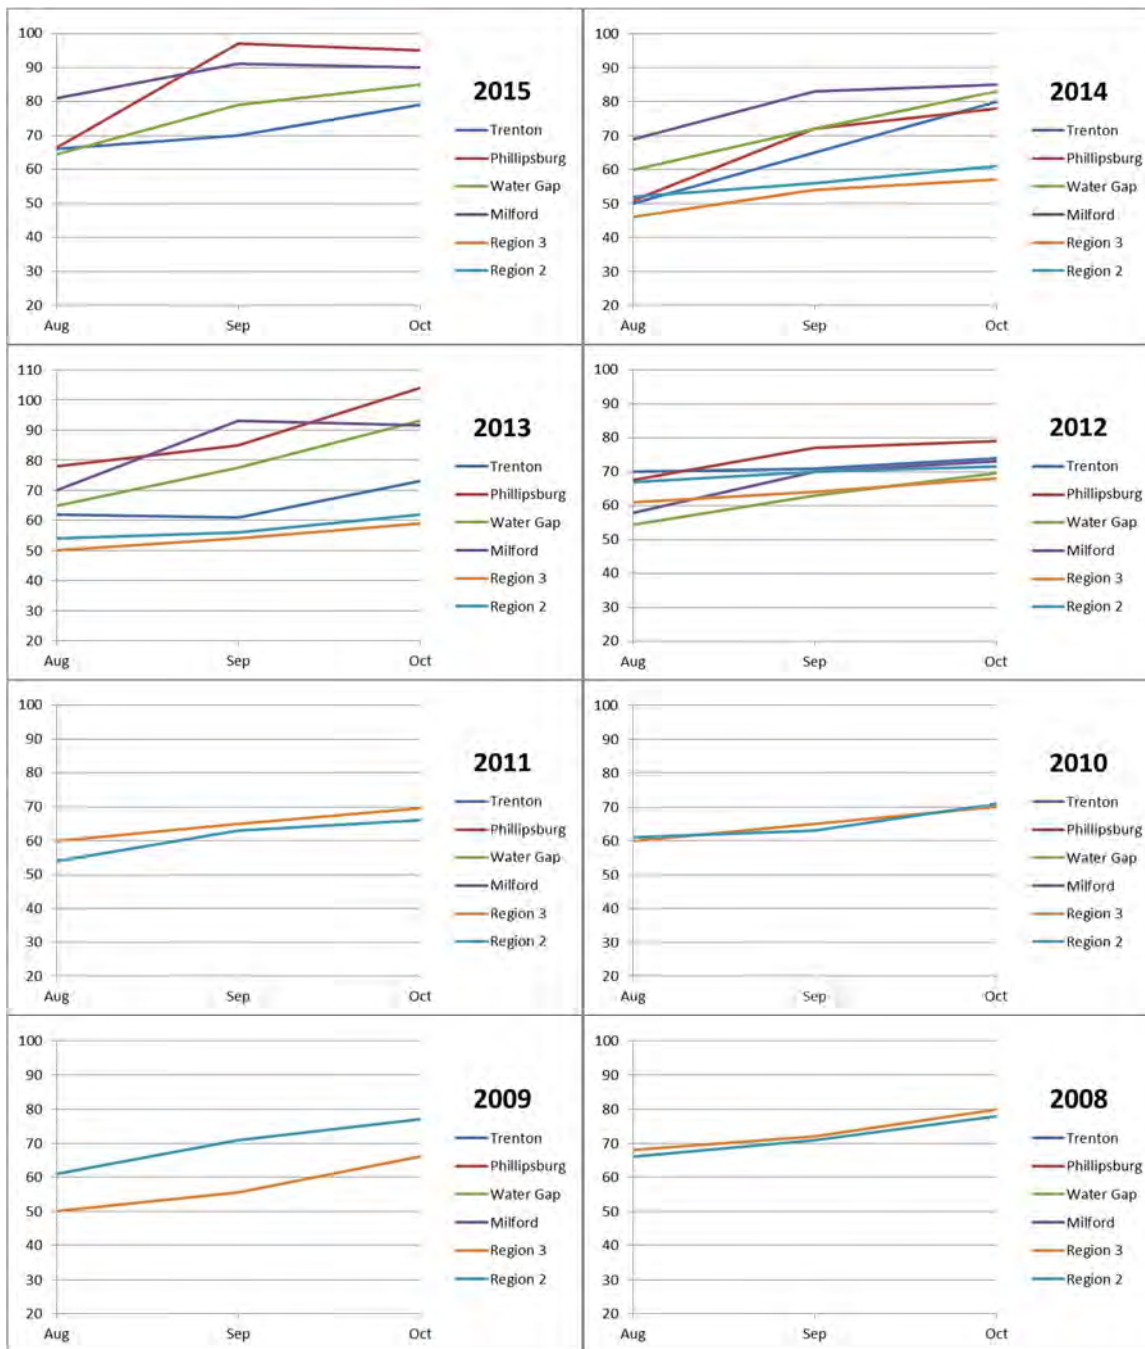 100
90
80
70
60
50
40
30
20
Aug Sep Oct
2015
Trenton
Phillipsburg
Water Gap
Milford
Region 3
Region 2
100
90
80
70
60
50
40
30
20
Aug Sep Oct
2014
Trenton
Phillipsburg
Water Gap
Milford
Region 3
Region 2
110
100
90
80
70
60
50
40
30
20
Aug Sep Oct
2013
Trenton
Phillipsburg
Water Gap
Milford
Region 3
Region 2
100
90
80
70
60
50
40
30
20
Aug Sep Oct
2012
Trenton
Phillipsburg
Water Gap
Milford
Region 3
Region 2
100
90
80
70
60
50
40
30
20
Aug Sep Oct
2011
Trenton
Phillipsburg
Water Gap
Milford
Region 3
Region 2
100
90
80
70
60
50
40
30
20
Aug Sep Oct
2010
Trenton
Phillipsburg
Water Gap
Milford
Region 3
Region 2
100
90
80
70
60
50
40
30
20
Aug Sep Oct
2009
Trenton
Phillipsburg
Water Gap
Milford
Region 3
Region 2
100
90
80
70
60
50
40
30
20
Aug Sep Oct
2008
Trenton
Phillipsburg
Water Gap
Milford
Region 3
Region 2